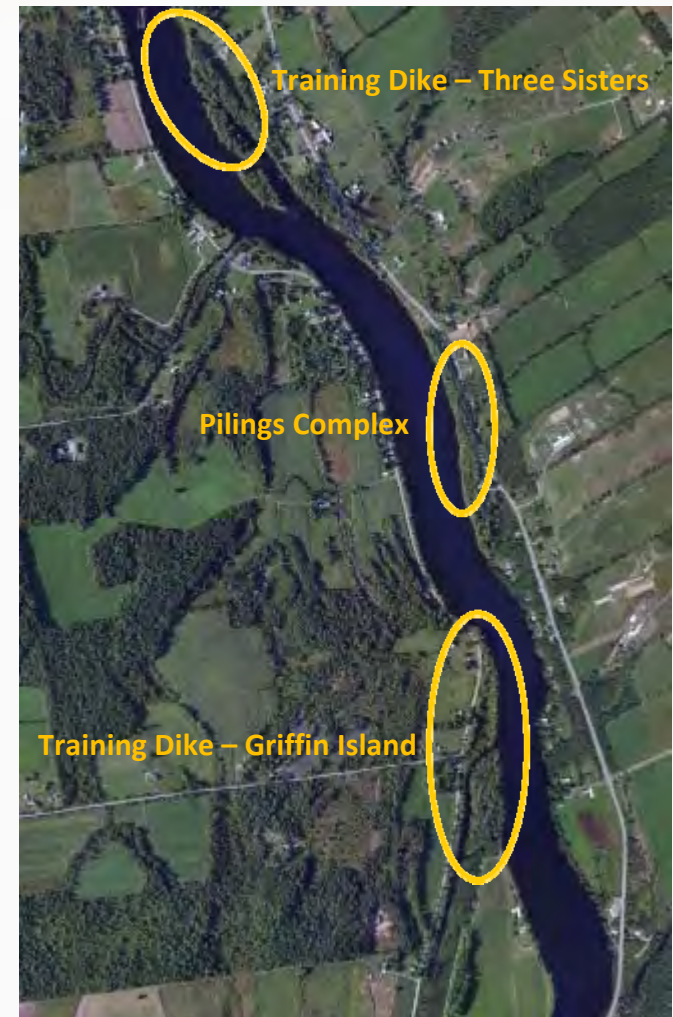 Training Dike – Three Sisters
Pilings Complex
Training Dike – Griffin Island